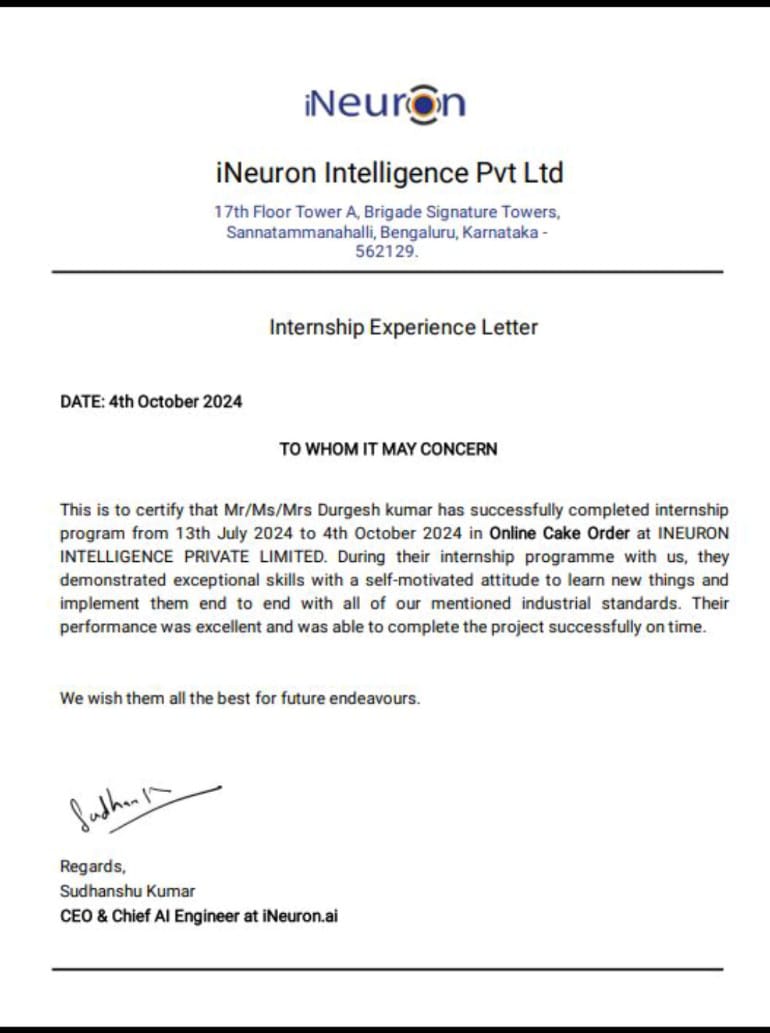 iNeuron
iNeuron Intelligence Pvt Ltd
17th Floor Tower A, Brigade Signature Towers,
Sannatammanahalli, Bengaluru, Karnataka -
562129.
Internship Experience Letter
DATE: 4th October 2024
TO WHOM IT MAY CONCERN
This is to certify that Mr/Ms/Mrs Durgesh kumar has successfully completed internship
program from 13th July 2024 to 4th October 2024 in Online Cake Order at INEURON
INTELLIGENCE PRIVATE LIMITED. During their internship programme with us, they
demonstrated exceptional skills with a self-motivated attitude to learn new things and
implement them end to end with all of our mentioned industrial standards. Their
performance was excellent and was able to complete the project successfully on time.
We wish them all the best for future endeavours.
Regards,
Sudhanshu Kumar
CEO & Chief AI Engineer at iNeuron.ai